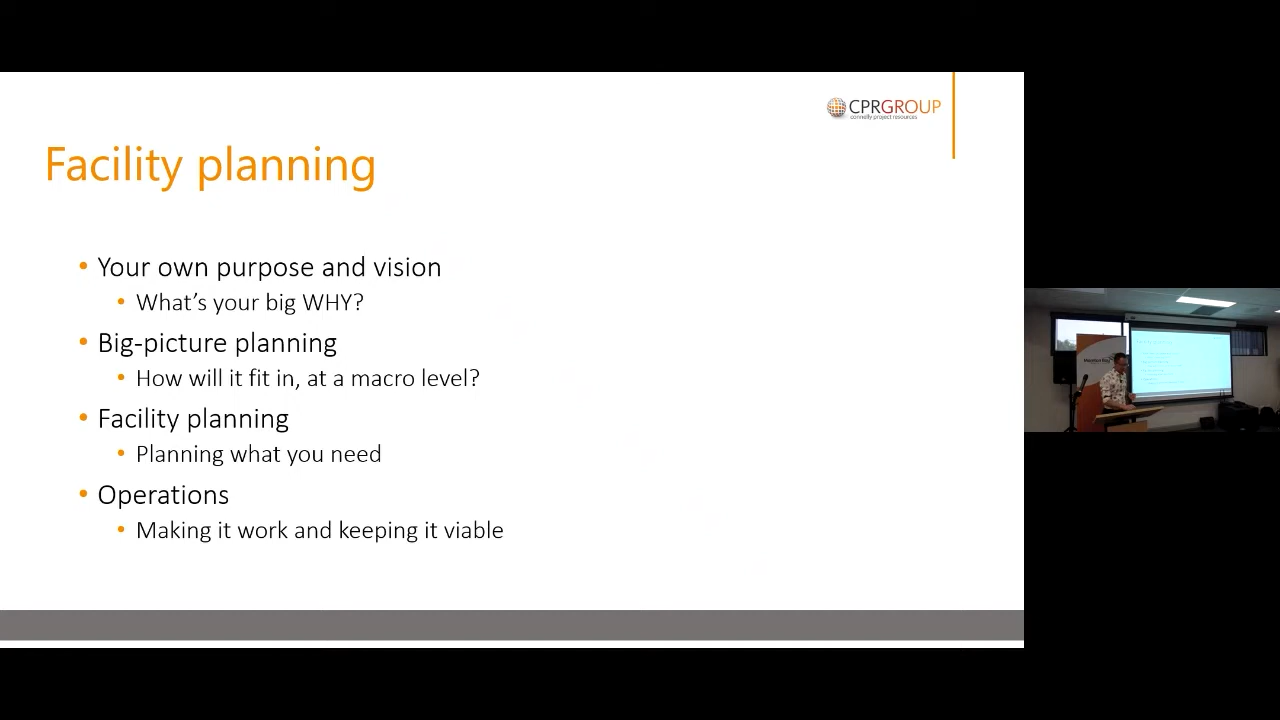 CPRGROUP
connelly project resources
Facility planning
• Your own purpose and vision
• What's your big WHY?
• Big-picture planning
• How will it fit in, at a macro level?
• Facility planning
• Planning what you need
• Operations
• Making it work and keeping it viable